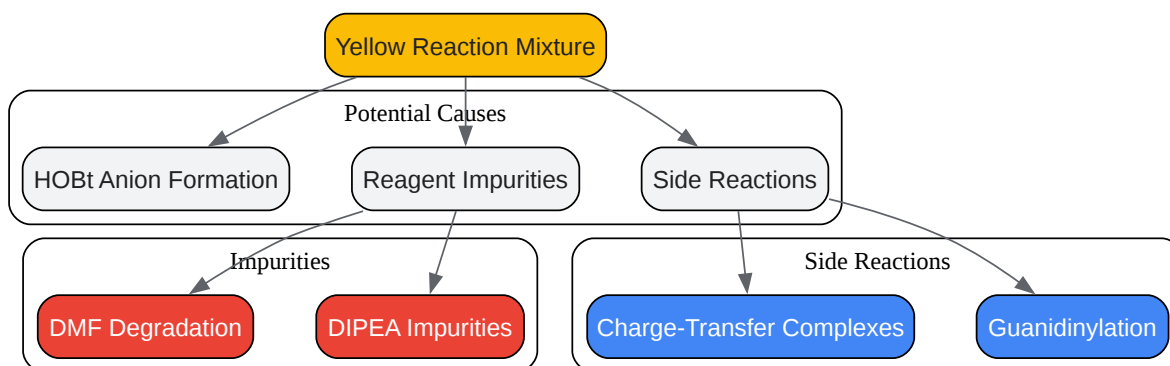 Yellow Reaction Mixture
Potential Causes
HOBt Anion Formation
Reagent Impurities
Side Reactions
Impurities
Side Reactions
DMF Degradation
DIPEA Impurities
Charge-Transfer Complexes
Guanidinylation